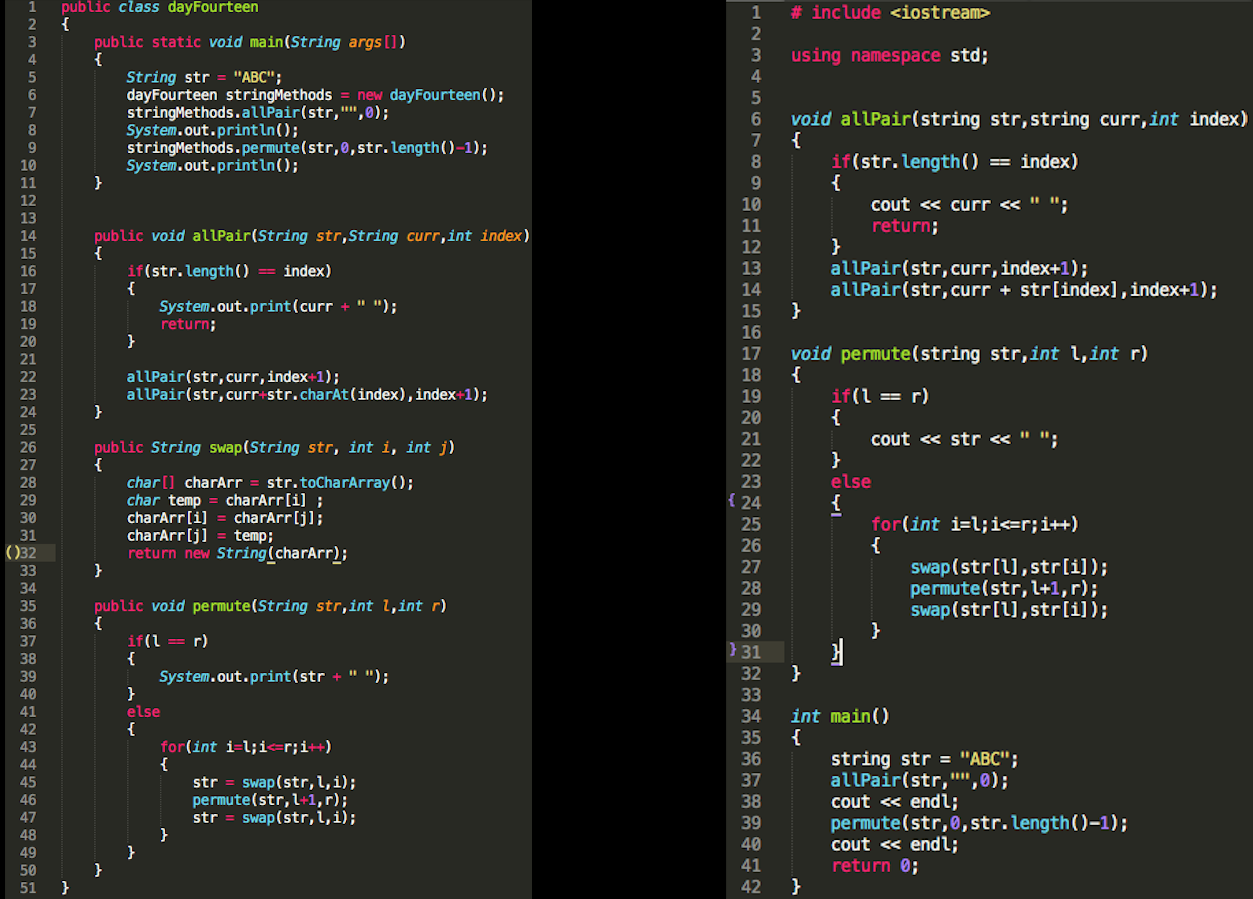 1 public class dayFourteen
2 {
3 public static void main(String args[])
4 {
5 String str = "ABC";
6 dayFourteen stringMethods = new dayFourteen();
7 stringMethods.allPair(str,"",0);
8 System.out.println();
9 stringMethods.permute(str,0,str.length()-1);
10 System.out.println();
11 }
12
13
14 public void allPair(String str,String curr,int index)
15 {
16 if(str.length() == index)
17 {
18 System.out.print(curr + " ");
19 return;
20 }
21
22 allPair(str,curr,index+1);
23 allPair(str,curr+str.charAt(index),index+1);
24 }
25
26 public String swap(String str, int i, int j)
27 {
28 char[] charArr = str.toCharArray();
29 char temp = charArr[i] ;
30 charArr[i] = charArr[j];
31 charArr[j] = temp;
()32 return new String(charArr);
33 }
34
35 public void permute(String str,int l,int r)
36 {
37 if(l == r)
38 {
39 System.out.print(str + " ");
40 }
41 else
42 {
43 for(int i=l;i<=r;i++)
44 {
45 str = swap(str,l,i);
46 permute(str,l+1,r);
47 str = swap(str,l,i);
48 }
49 }
50 }
51 }
1 # include <iostream>
2
3 using namespace std;
4
5
6 void allPair(string str,string curr,int index)
7 {
8 if(str.length() == index)
9 {
10 cout << curr << " ";
11 return;
12 }
13 allPair(str,curr,index+1);
14 allPair(str,curr + str[index],index+1);
15 }
16
17 void permute(string str,int l,int r)
18 {
19 if(l == r)
20 {
21 cout << str << " ";
22 }
23 else
{ 24 {
25 for(int i=l;i<=r;i++)
26 {
27 swap(str[l],str[i]);
28 permute(str,l+1,r);
29 swap(str[l],str[i]);
30 }
} 31 }
32 }
33
34 int main()
35 {
36 string str = "ABC";
37 allPair(str,"",0);
38 cout << endl;
39 permute(str,0,str.length()-1);
40 cout << endl;
41 return 0;
42 }